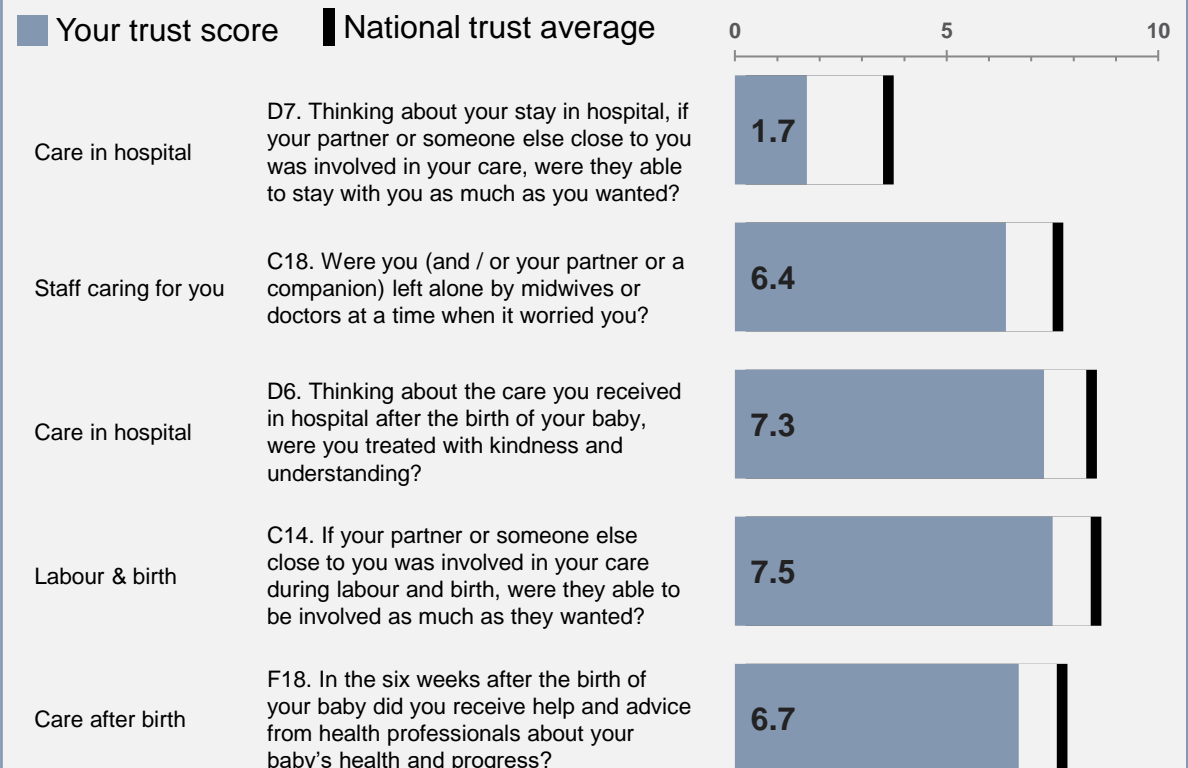 Your trust score
National trust average
0 5 10
Care in hospital
D7. Thinking about your stay in hospital, if
your partner or someone else close to you
was involved in your care, were they able
to stay with you as much as you wanted?
1.7
Staff caring for you
C18. Were you (and / or your partner or a
companion) left alone by midwives or
doctors at a time when it worried you?
6.4
Care in hospital
D6. Thinking about the care you received
in hospital after the birth of your baby,
were you treated with kindness and
understanding?
7.3
Labour & birth
C14. If your partner or someone else
close to you was involved in your care
during labour and birth, were they able to
be involved as much as they wanted?
7.5
Care after birth
F18. In the six weeks after the birth of
your baby did you receive help and advice
from health professionals about your
baby's health and progress?
6.7